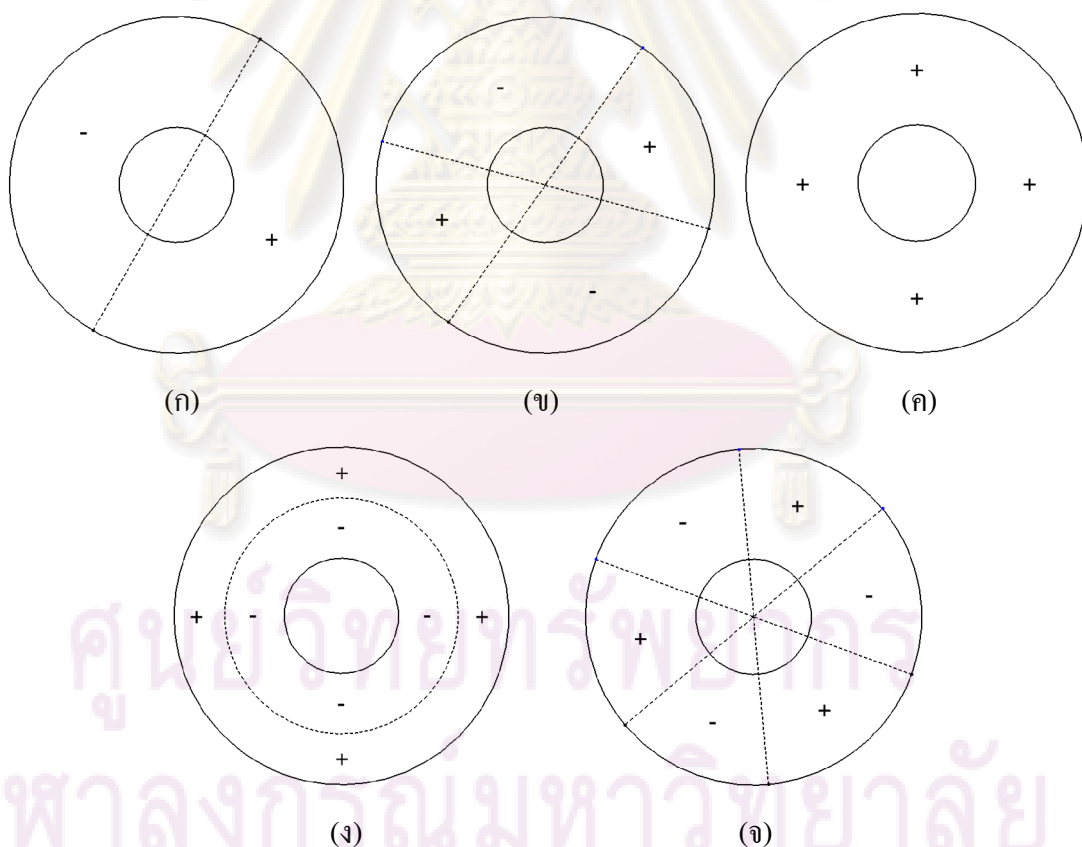 - + - + + - + + + +
(ก) (ข) (ค)
+ - + - - + - + - + - + - +
(ง) (จ)
ศูนย์วิทยทรัพยากร
จุฬาลงกรณ์มหาวิทยาลัย